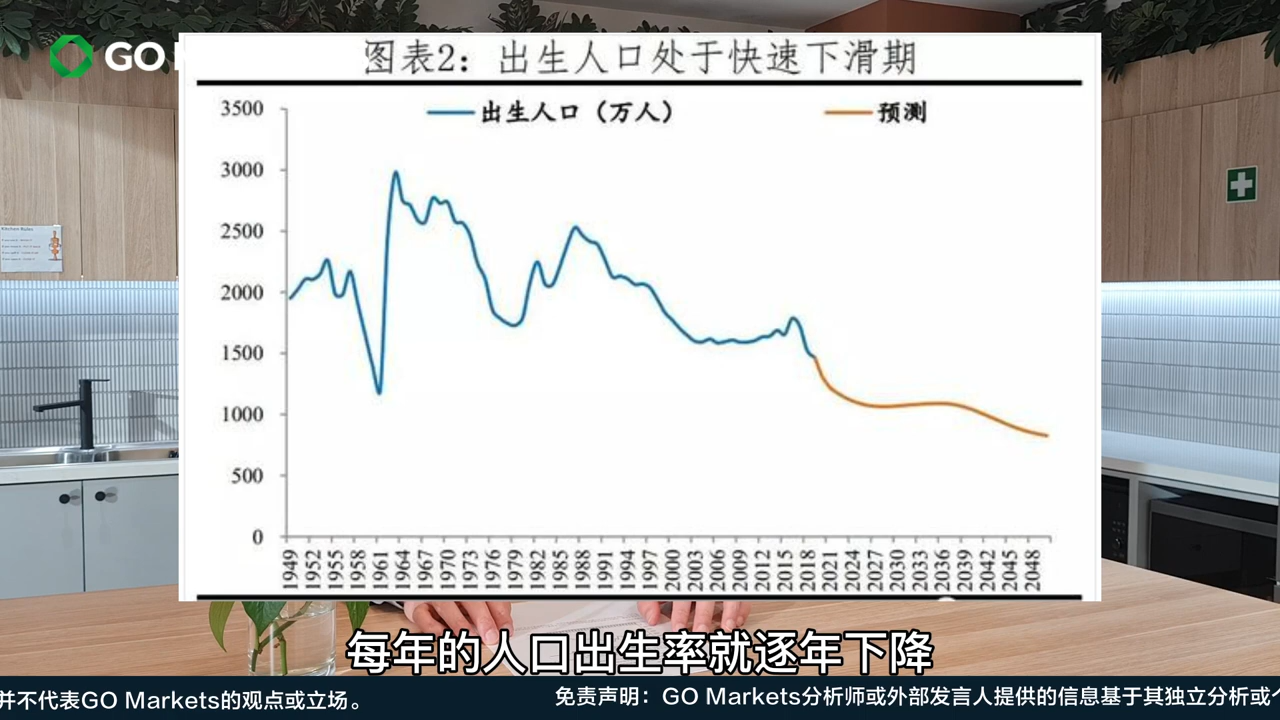 GO
图表2：出生人口处于快速下滑期
出生人口（万人）
预测
3500
3000
2500
2000
1500
1000
500
0
1949 1952 1955 1958 1961 1964 1967 1970 1973 1976 1979 1982 1985 1988 1991 1994 1997 2000 2003 2006 2009 2012 2015 2018 2021 2024 2027 2030 2033 2036 2039 2042 2045 2048
Kitchen Rules
每年的人口出生率就逐年下降
并不代表GO Markets的观点或立场。
免责声明：GO Markets分析师或外部发言人提供的信息基于其独立分析或